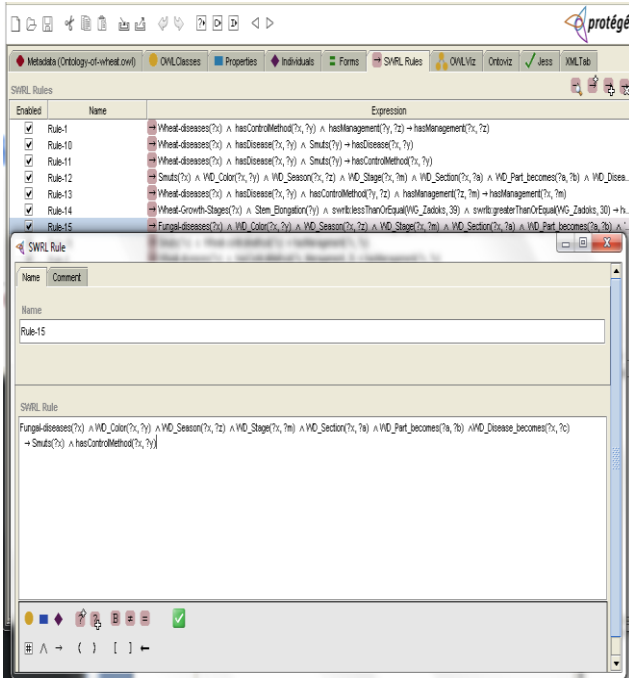 protégé
Metadata (Ontology-of-wheat.owl) OWLClasses Properties Individuals Forms SWRL Rules OWLViz Ontoviz Jess XMLTab
SWRL Rules
Enabled Name Expression
Rule-1 → Wheat-diseases(?x) ∧ hasControlMethod(?x, ?y) ∧ hasManagement(?y, ?z) → hasManagement(?x, ?z)
Rule-10 → Wheat-diseases(?x) ∧ hasDisease(?x, ?y) ∧ Smuts(?y) → hasDisease(?x, ?y)
Rule-11 → Wheat-diseases(?x) ∧ hasDisease(?x, ?y) ∧ Smuts(?y) → hasControlMethod(?x, ?y)
Rule-12 → Smuts(?x) ∧ WD_Color(?x, ?y) ∧ WD_Season(?x, ?z) ∧ WD_Stage(?x, ?m) ∧ WD_Section(?x, ?a) ∧ WD_Part_becomes(?a, ?b) ∧ WD_Disea...
Rule-13 → Wheat-diseases(?x) ∧ hasDisease(?x, ?y) ∧ hasControlMethod(?y, ?z) ∧ hasManagement(?z, ?m) → hasManagement(?x, ?m)
Rule-14 → Wheat-Growth-Stages(?x) ∧ Stem_Elongation(?y) ∧ swrlb:lessThanOrEqual(WG_Zadoks, 39) ∧ swrlb:greaterThanOrEqual(WG_Zadoks, 30) → h...
Rule-15 → Fungal-diseases(?x) ∧ WD_Color(?x, ?y) ∧ WD_Season(?x, ?z) ∧ WD_Stage(?x, ?m) ∧ WD_Section(?x, ?a) ∧ WD_Part_becomes(?a, ?b) ∧
SWRL Rule
Name Comment
Name
Rule-15
SWRL Rule
Fungal-diseases(?x) ∧ WD_Color(?x, ?y) ∧ WD_Season(?x, ?z) ∧ WD_Stage(?x, ?m) ∧ WD_Section(?x, ?a) ∧ WD_Part_becomes(?a, ?b) ∧WD_Disease_becomes(?x, ?c)
→ Smuts(?x) ∧ hasControlMethod(?x, ?y)
? ? B ≠ =
# ∧ → ( ) [ ] ←